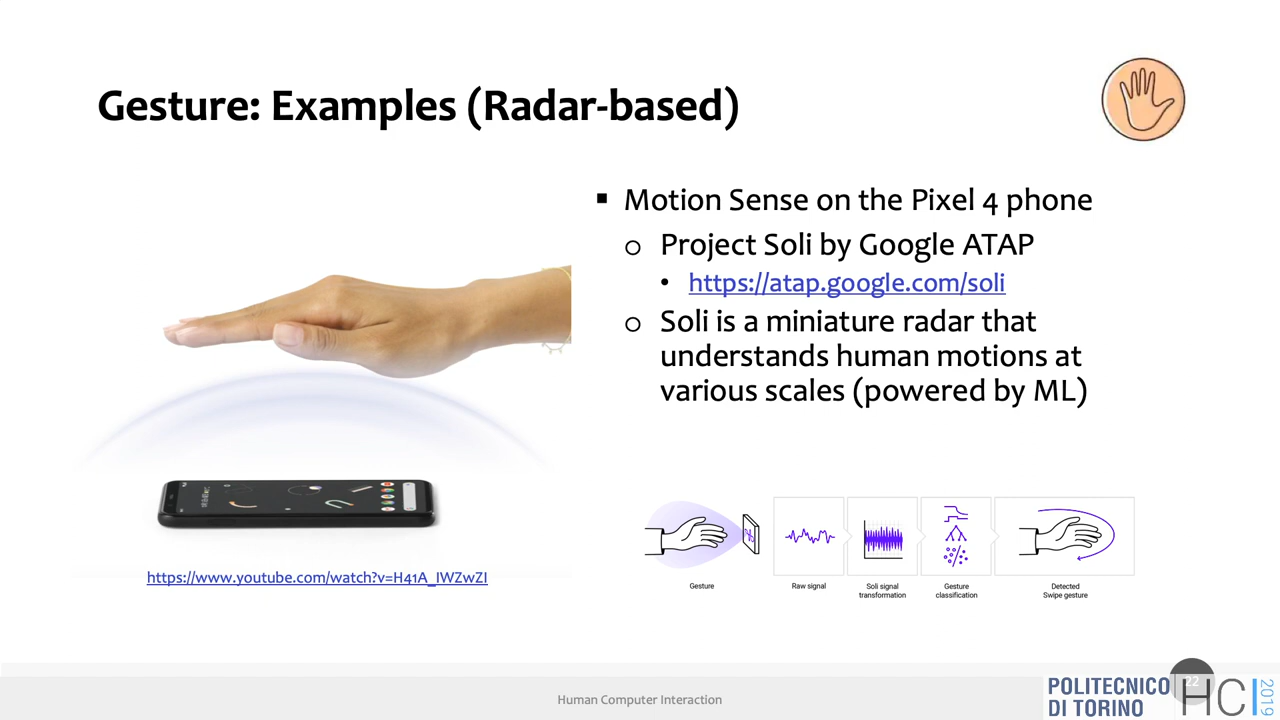 Gesture: Examples (Radar-based)
Motion Sense on the Pixel 4 phone
Project Soli by Google ATAP
https://atap.google.com/soli
Soli is a miniature radar that
understands human motions at
various scales (powered by ML)
https://www.youtube.com/watch?v=H41A_IWZwZI
Gesture
Raw signal
Soli signal
transformation
Gesture
classification
Detected
Swipe gesture
Human Computer Interaction
POLITECNICO
DI TORINO
22
HCI
2019